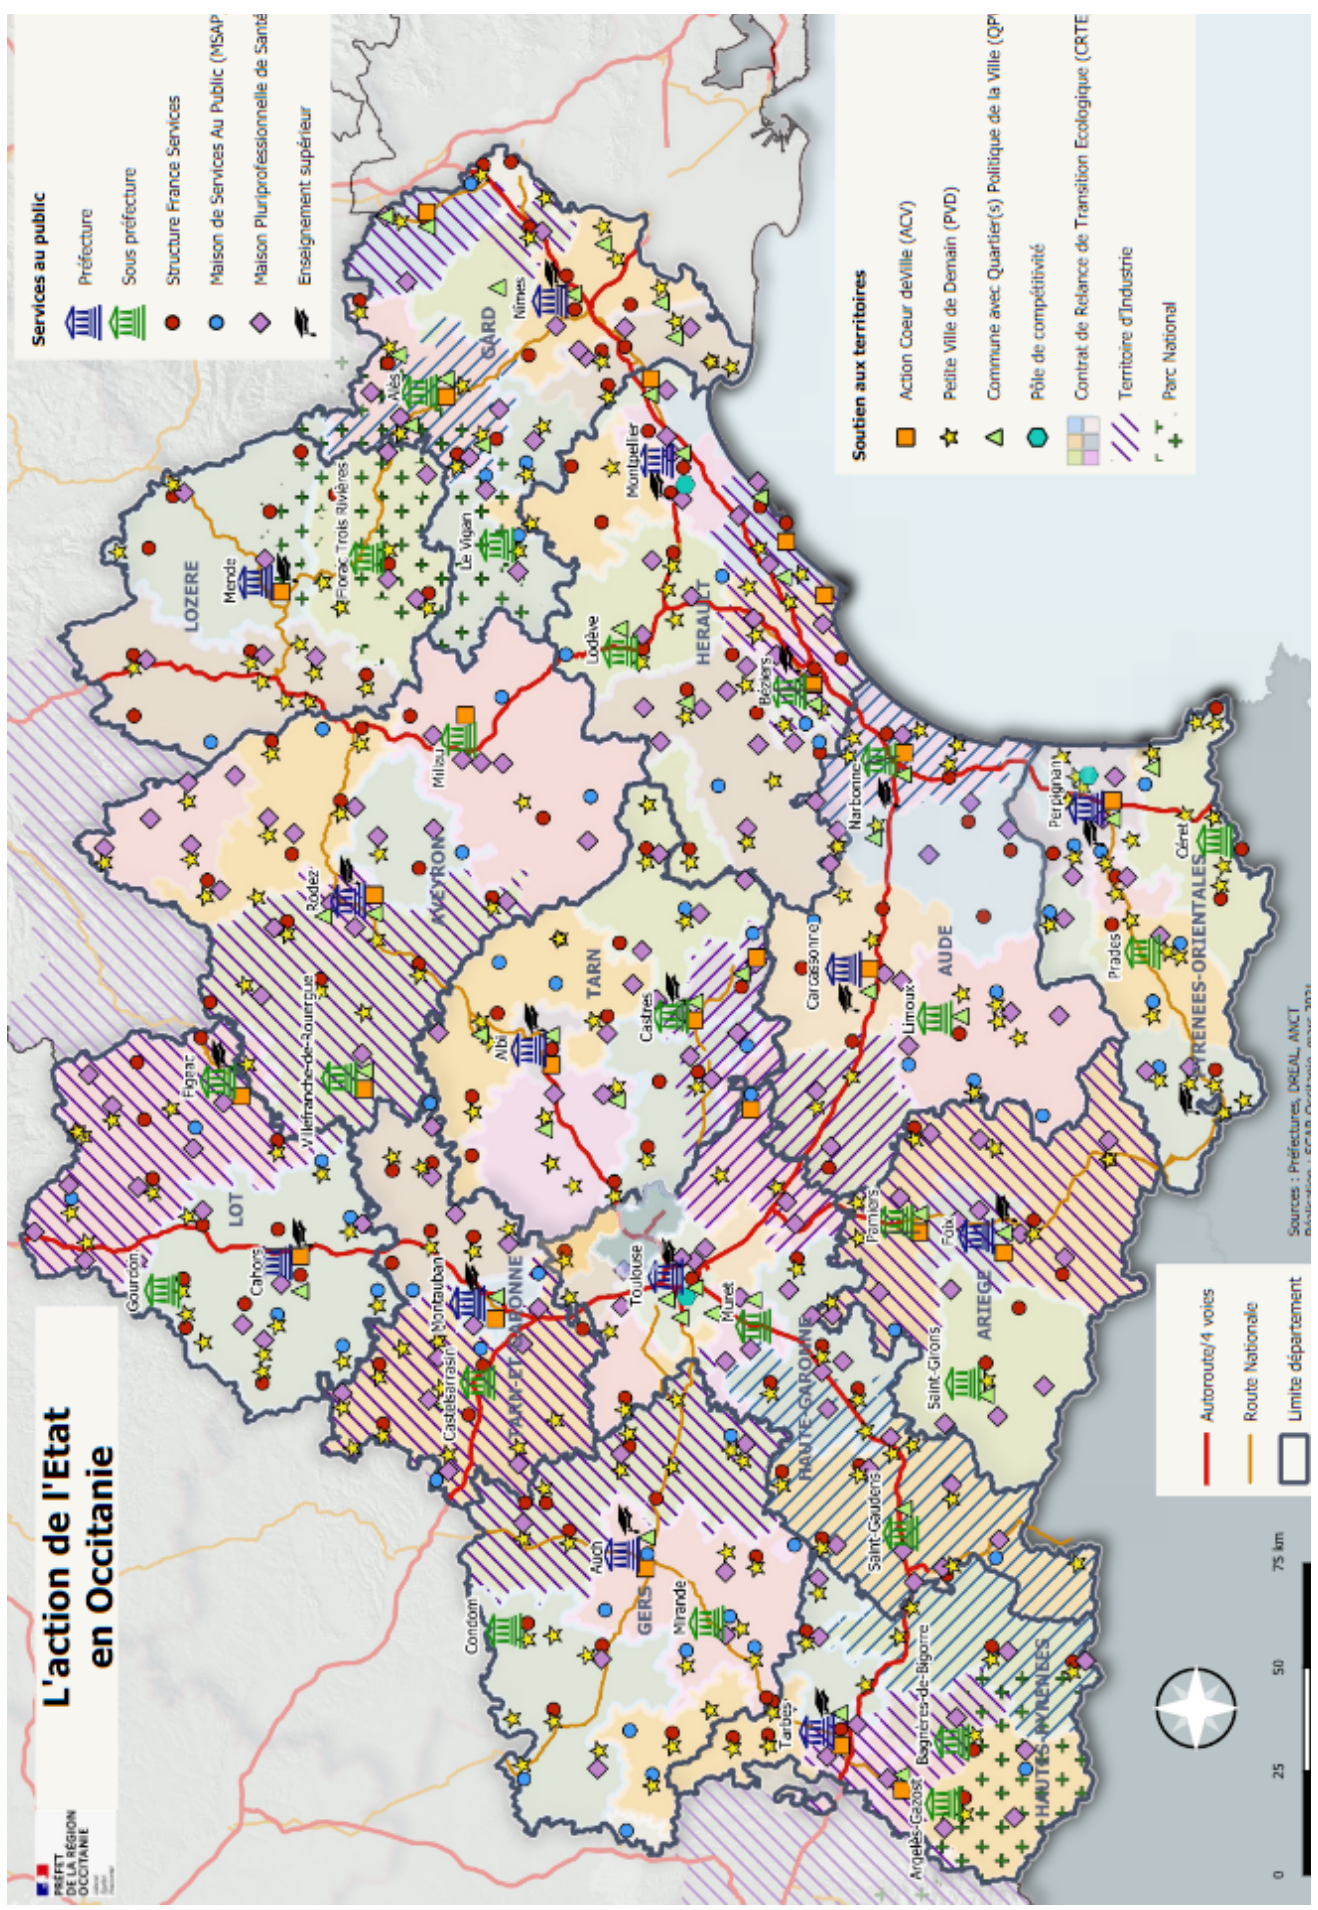 L'action de l'Etat
en Occitanie
PRÉFET
DE LA RÉGION
OCCITANIE
Services au public
Préfecture
Sous préfecture
Structure France Services
Maison de Services Au Public (MSAP
Maison Pluriprofessionnelle de Santé
Enseignement supérieur
Soutien aux territoires
Action Coeur deVille (ACV)
Petite Ville de Demain (PVD)
Commune avec Quartier(s) Politique de la Ville (QP
Pôle de compétitivité
Contrat de Relance de Transition Ecologique (CRTE
Territoire d'Industrie
Parc National
LOZERE
Mende
Florac Trois Rivières
GARD
Alès
Nîmes
Le Vigan
HERAULT
Montpellier
Lodève
Béziers
AVEYRON
Millau
Rodez
Villefranche-de-Rouergue
LOT
Figeac
Gourdon
Cahors
TARN
Albi
Castres
TARN-ET-GARONNE
Montauban
Castelsarrasin
HAUTE-GARONNE
Toulouse
Muret
Saint-Gaudens
GERS
Auch
Condom
Mirande
HAUTES-PYRENEES
Tarbes
Bagnères-de-Bigorre
Argelès-Gazost
ARIEGE
Pamiers
Foix
Saint-Girons
AUDE
Carcassonne
Limoux
Narbonne
PYRENEES-ORIENTALES
Perpignan
Prades
Céret
Autoroute/4 voies
Route Nationale
Limite département
0 25 50 75 km
Sources : Préfectures, DREAL, ANCT